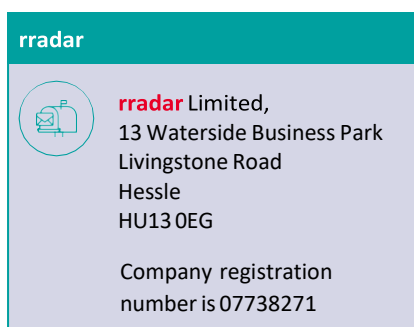 rradar
rradar Limited,
13 Waterside Business Park
Livingstone Road
Hessle
HU13 0EG
Company registration
number is 07738271